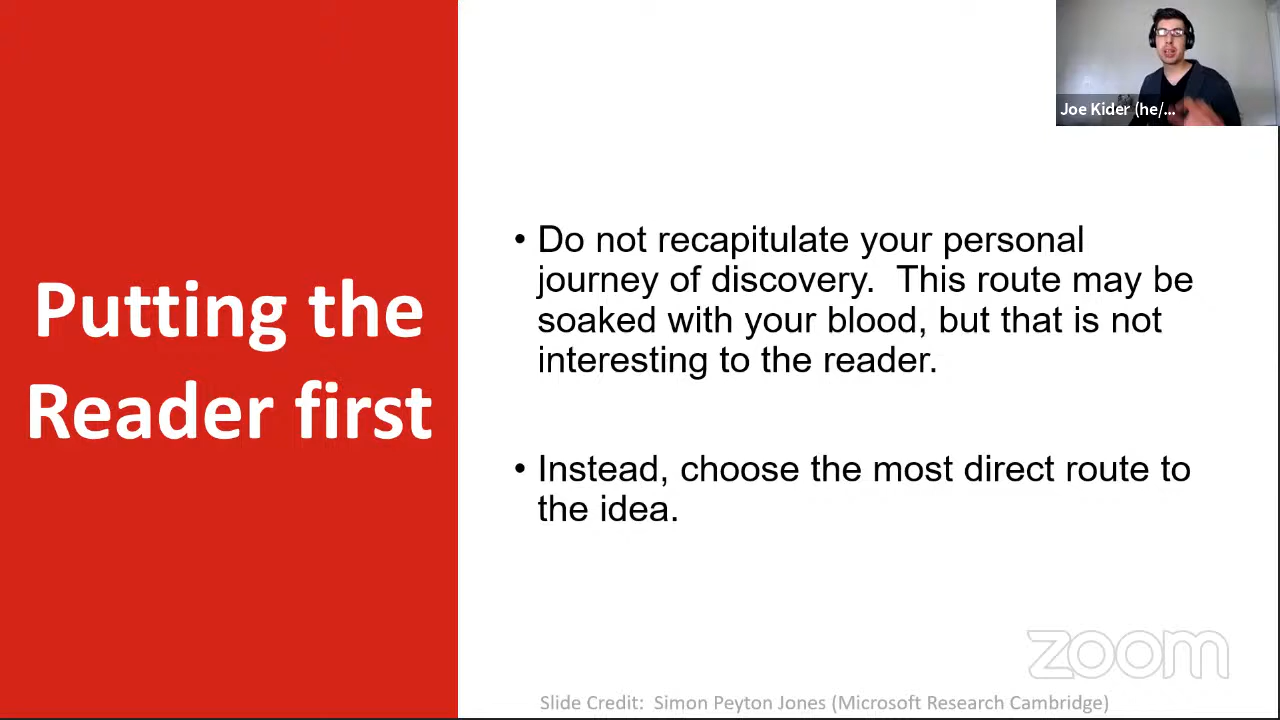 Joe Kider (he/...
Putting the
Reader first
• Do not recapitulate your personal
journey of discovery.  This route may be
soaked with your blood, but that is not
interesting to the reader.
• Instead, choose the most direct route to
the idea.
zoom
Slide Credit:  Simon Peyton Jones (Microsoft Research Cambridge)